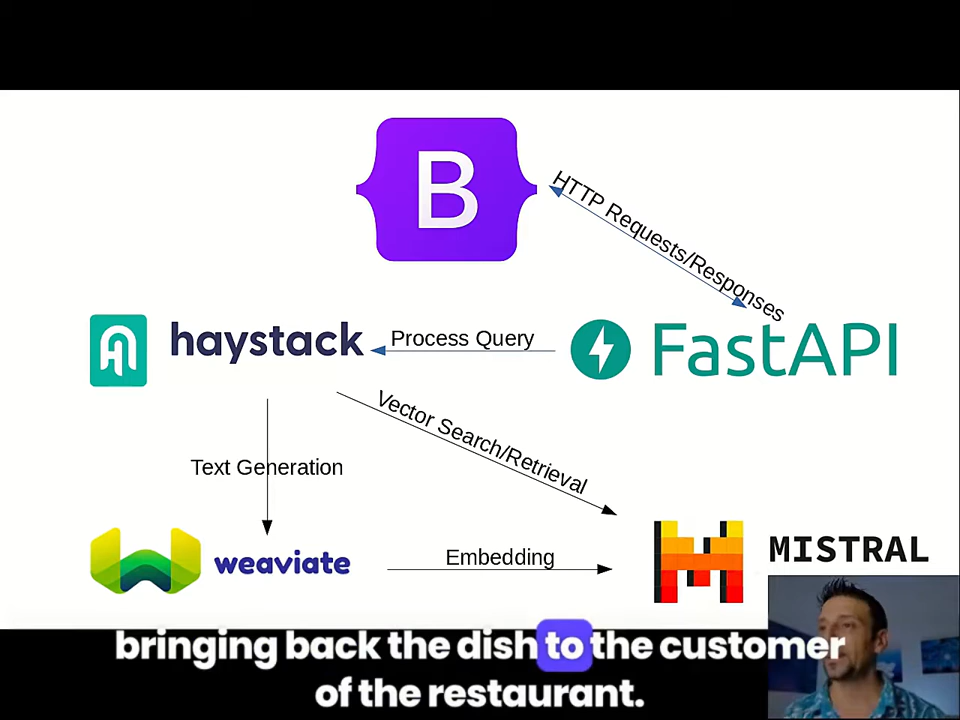 B
HTTP Requests/Responses
haystack
Process Query
FastAPI
Vector Search/Retrieval
Text Generation
weaviate
Embedding
MISTRAL
bringing back the dish to the customer
of the restaurant.